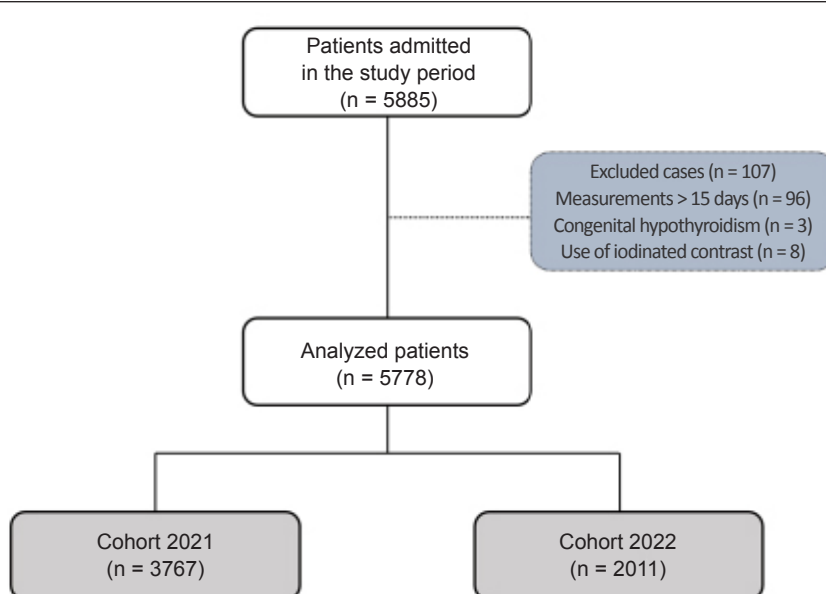 Patients admitted
in the study period
(n = 5885)
Excluded cases (n = 107)
Measurements > 15 days (n = 96)
Congenital hypothyroidism (n = 3)
Use of iodinated contrast (n = 8)
Analyzed patients
(n = 5778)
Cohort 2021
(n = 3767)
Cohort 2022
(n = 2011)